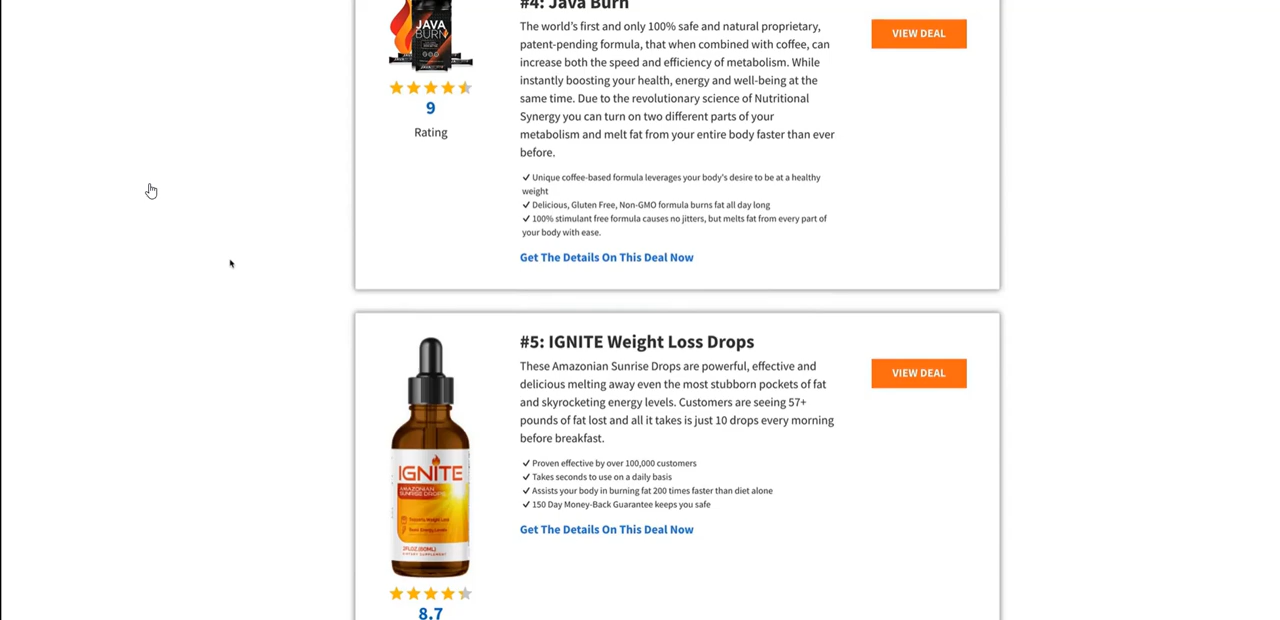 #4: Java Burn
The world's first and only 100% safe and natural proprietary,
patent-pending formula, that when combined with coffee, can
increase both the speed and efficiency of metabolism. While
instantly boosting your health, energy and well-being at the
same time. Due to the revolutionary science of Nutritional
Synergy you can turn on two different parts of your
metabolism and melt fat from your entire body faster than ever
before.
✓ Unique coffee-based formula leverages your body's desire to be at a healthy
weight
✓ Delicious, Gluten Free, Non-GMO formula burns fat all day long
✓ 100% stimulant free formula causes no jitters, but melts fat from every part of
your body with ease.
Get The Details On This Deal Now
VIEW DEAL
JAVA
BURN
9
Rating
#5: IGNITE Weight Loss Drops
These Amazonian Sunrise Drops are powerful, effective and
delicious melting away even the most stubborn pockets of fat
and skyrocketing energy levels. Customers are seeing 57+
pounds of fat lost and all it takes is just 10 drops every morning
before breakfast.
✓ Proven effective by over 100,000 customers
✓ Takes seconds to use on a daily basis
✓ Assists your body in burning fat 200 times faster than diet alone
✓ 150 Day Money-Back Guarantee keeps you safe
Get The Details On This Deal Now
VIEW DEAL
IGNITE
AMAZONIAN
SUNRISE DROPS
2FL.OZ (60ML)
DIETARY SUPPLEMENT
8.7